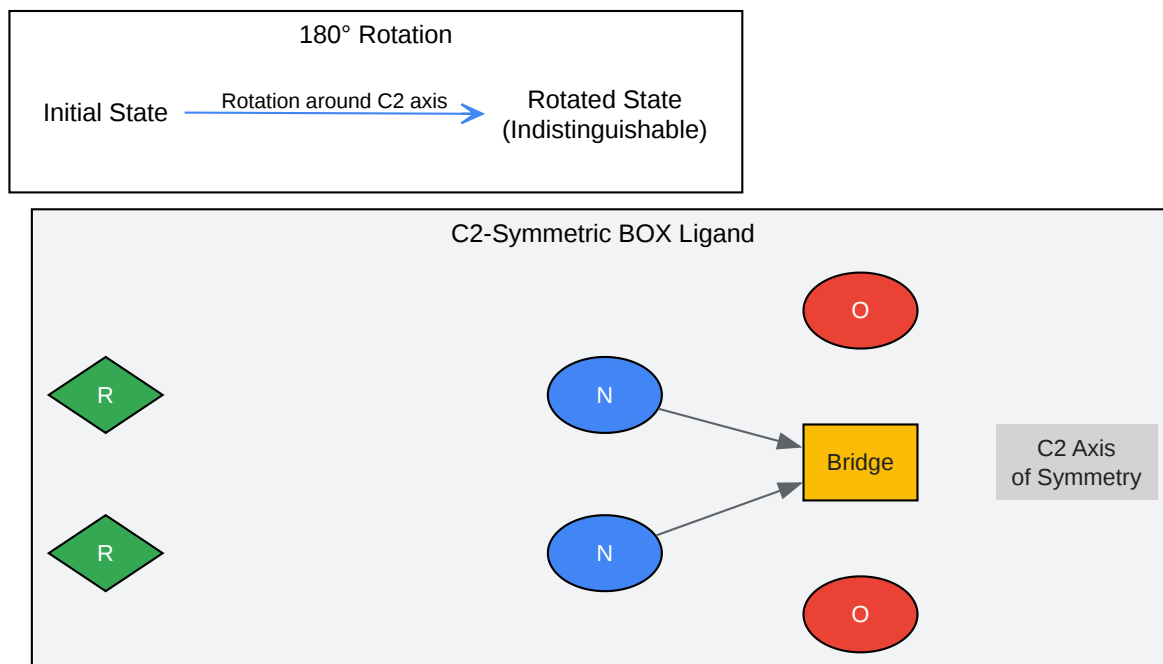 180° Rotation
Initial State
Rotation around C2 axis
Rotated State
(Indistinguishable)
C2-Symmetric BOX Ligand
O
R
N
Bridge
C2 Axis
of Symmetry
R
N
O